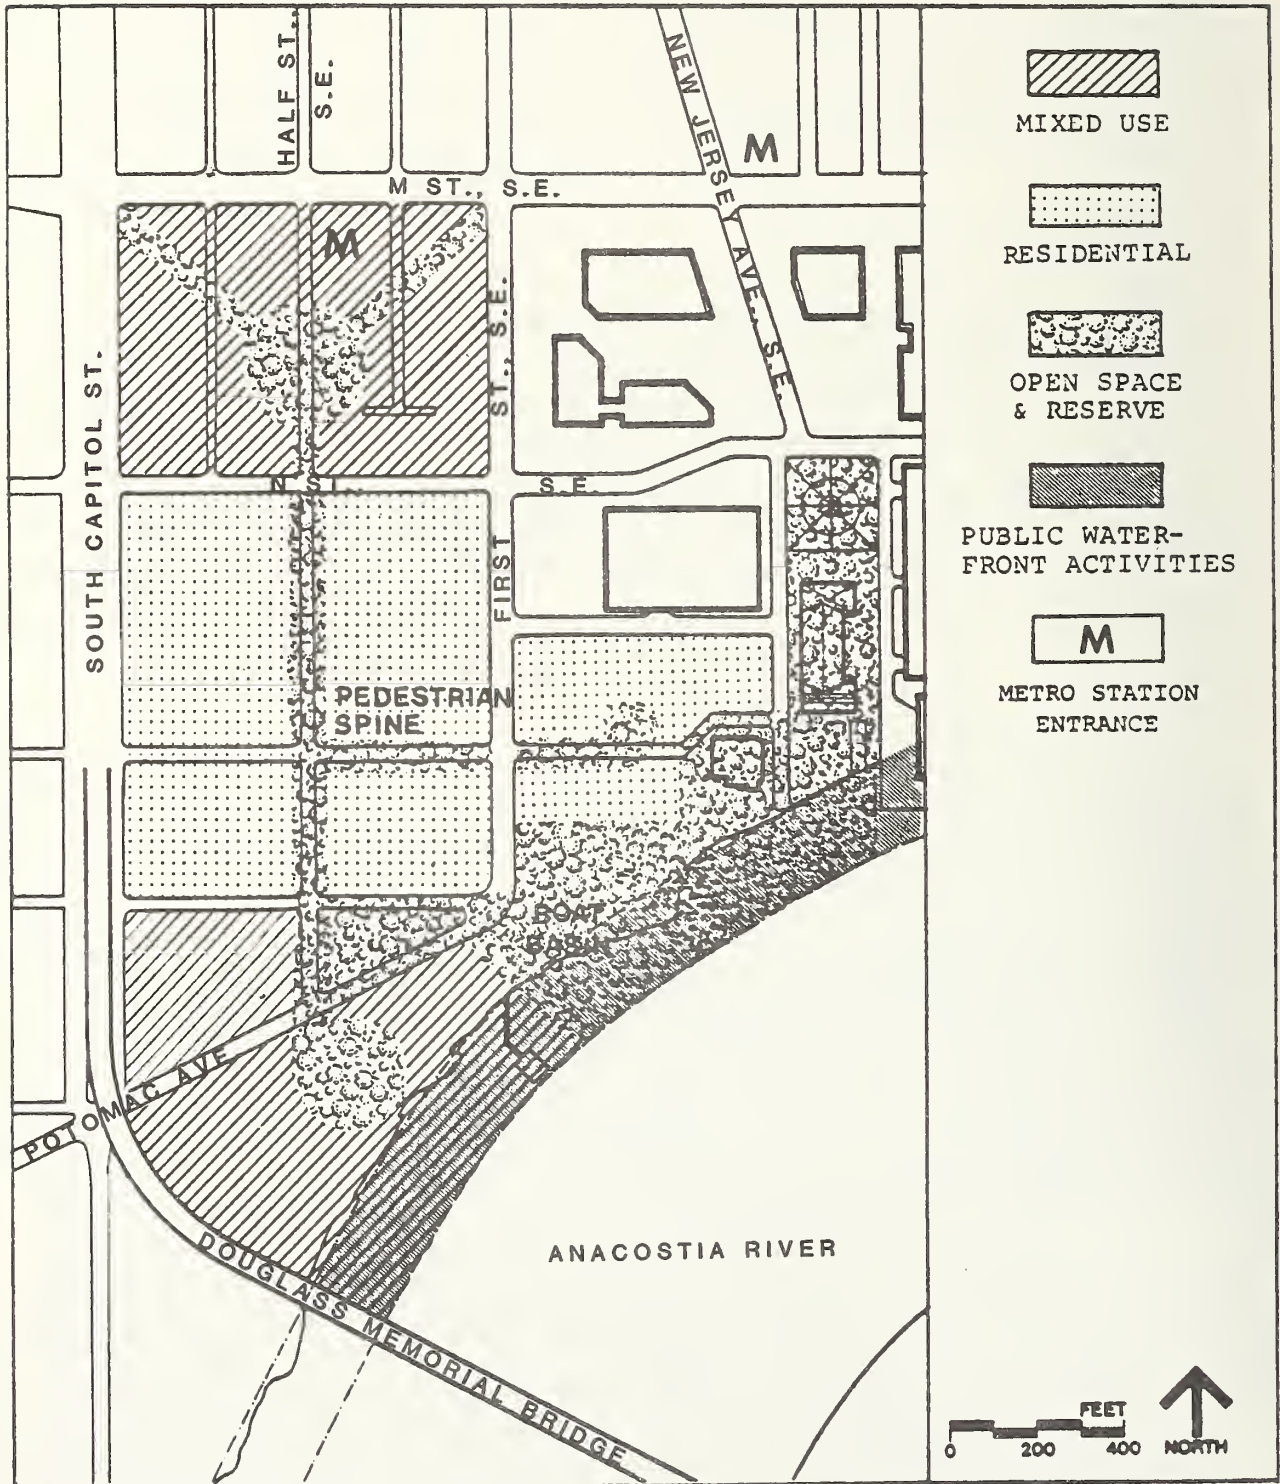 HALF ST., S.E.
NEW JERSEY AVE., S.E.
M
M ST., S.E.
M
SOUTH CAPITOL ST.
FIRST ST., S.E.
N ST., S.E.
PEDESTRIAN
SPINE
BOAT
BASIN
POTOMAC AVE
DOUGLASS MEMORIAL BRIDGE
ANACOSTIA RIVER
MIXED USE
RESIDENTIAL
OPEN SPACE
& RESERVE
PUBLIC WATER-
FRONT ACTIVITIES
M
METRO STATION
ENTRANCE
FEET
0 200 400
NORTH